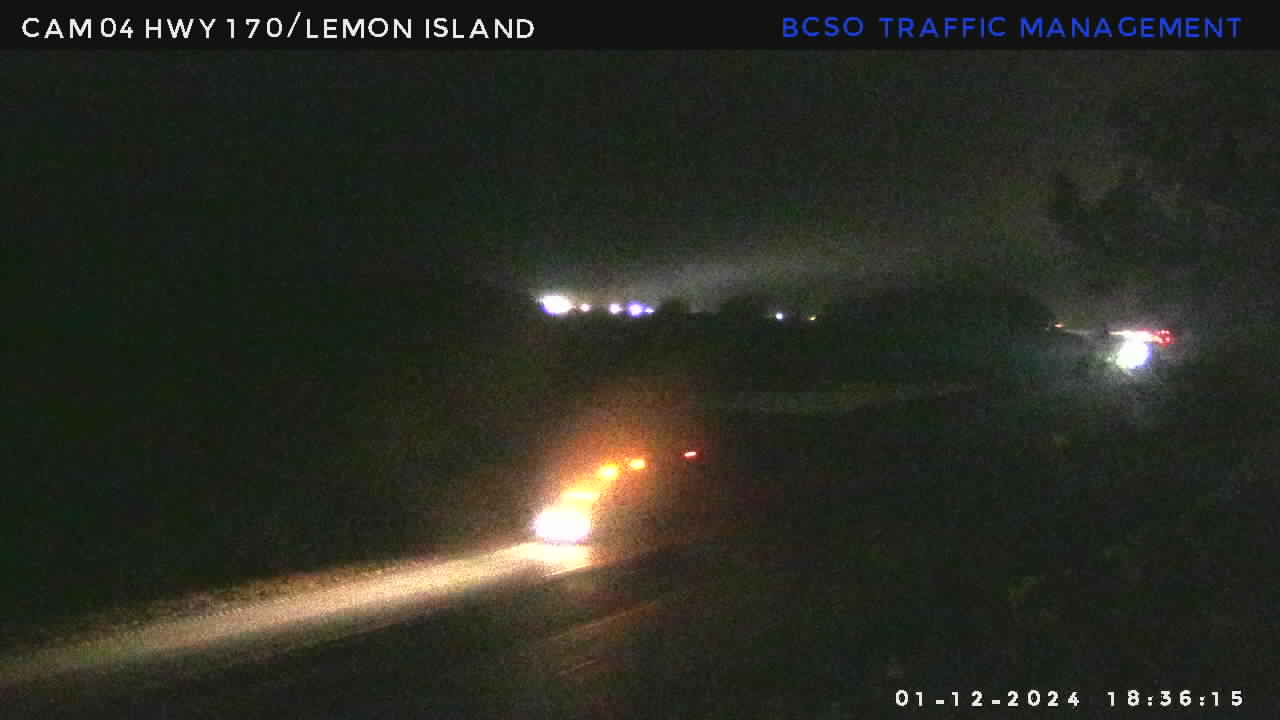 CAM04 HWY 170/LEMON ISLAND
BCSO TRAFFIC MANAGEMENT
01-12-2024 18:36:15